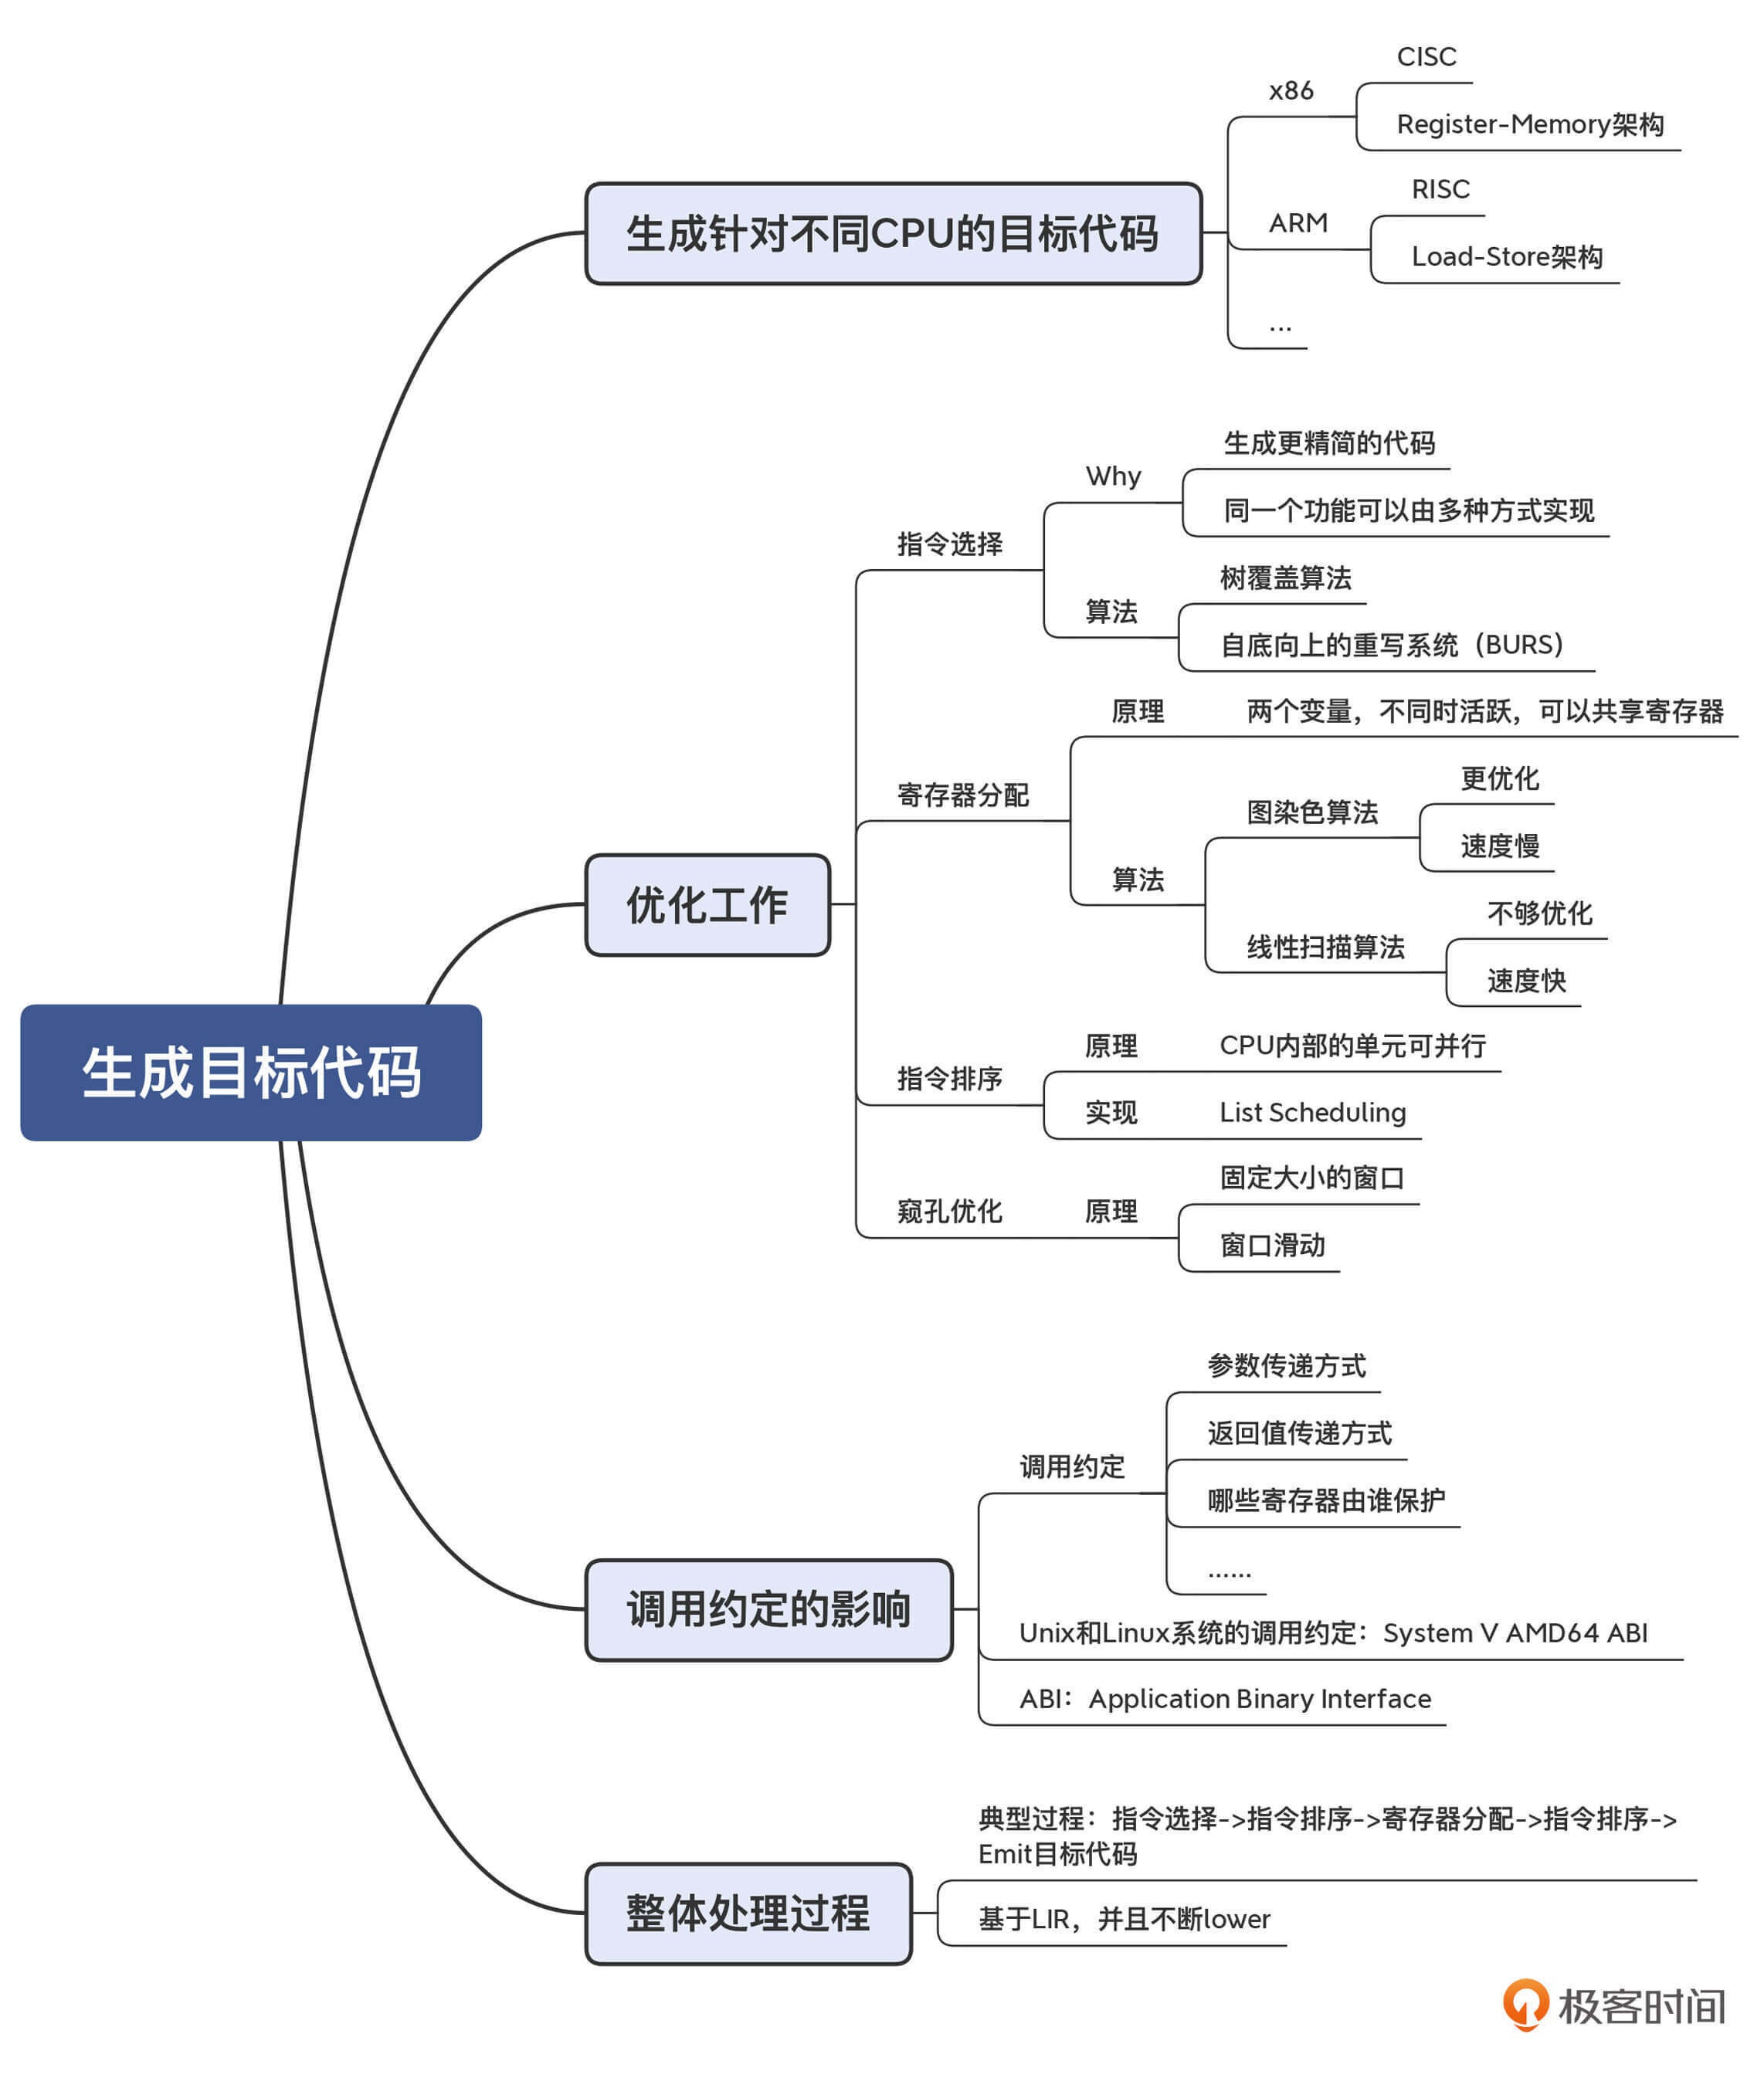 CISC
x86
Register-Memory架构
RISC
生成针对不同CPU的目标代码
ARM
Load-Store架构
...
生成更精简的代码
Why
同一个功能可以由多种方式实现
指令选择
树覆盖算法
算法
自底向上的重写系统（BURS）
原理
两个变量，不同时活跃，可以共享寄存器
更优化
寄存器分配
图染色算法
速度慢
算法
优化工作
不够优化
线性扫描算法
速度快
原理
CPU内部的单元可并行
生成目标代码
指令排序
实现
List Scheduling
固定大小的窗口
窥孔优化
原理
窗口滑动
参数传递方式
返回值传递方式
调用约定
哪些寄存器由谁保护
......
调用约定的影响
Unix和Linux系统的调用约定：System V AMD64 ABI
ABI：Application Binary Interface
典型过程：指令选择->指令排序->寄存器分配->指令排序->
Emit目标代码
整体处理过程
基于LIR，并且不断lower
极客时间